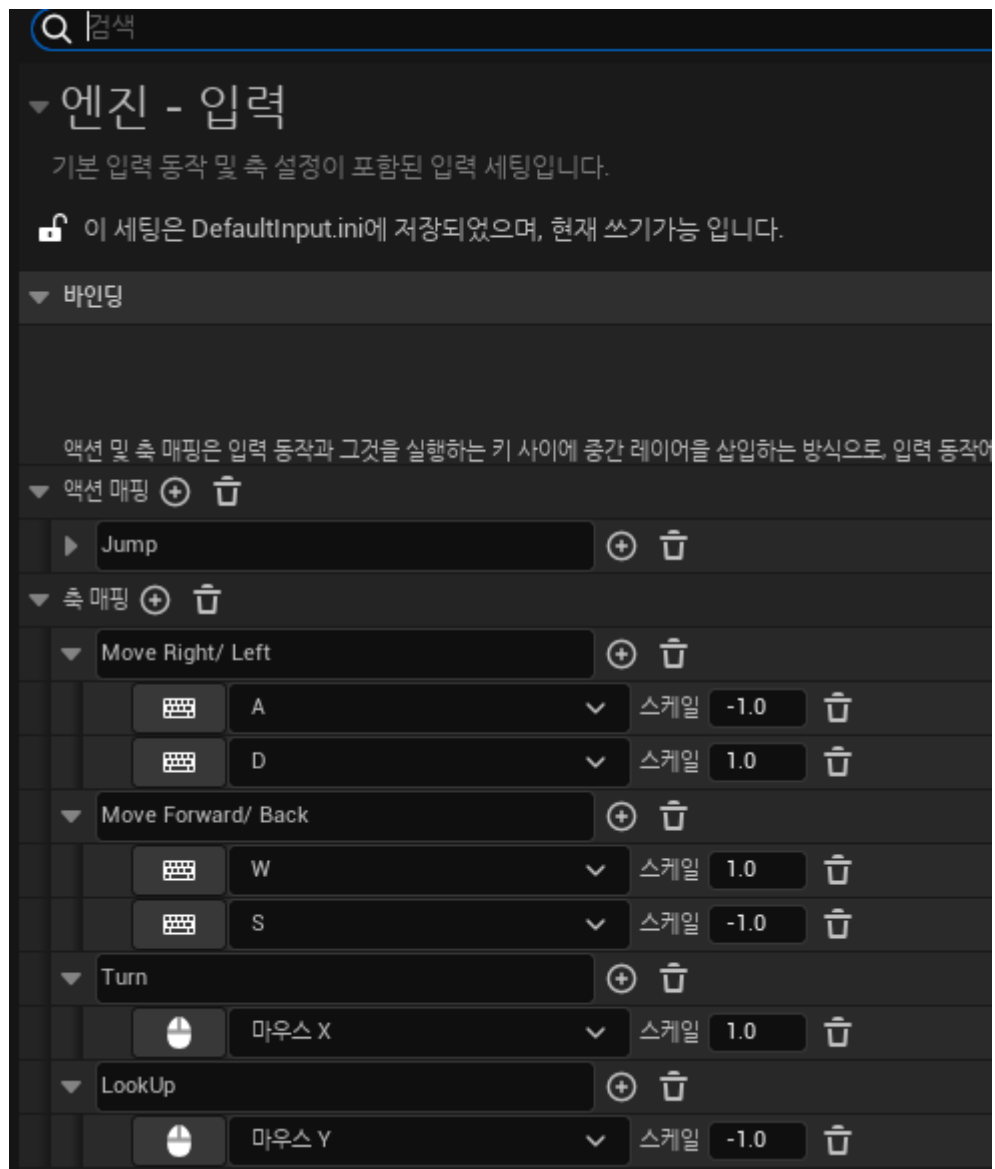 검색
엔진 - 입력
기본 입력 동작 및 축 설정이 포함된 입력 세팅입니다.
이 세팅은 DefaultInput.ini에 저장되었으며, 현재 쓰기가능 입니다.
바인딩
액션 및 축 매핑은 입력 동작과 그것을 실행하는 키 사이에 중간 레이어을 삽입하는 방식으로, 입력 동작에
액션 매핑
Jump
축 매핑
Move Right/ Left
A 스케일 -1.0
D 스케일 1.0
Move Forward/ Back
W 스케일 1.0
S 스케일 -1.0
Turn
마우스 X 스케일 1.0
LookUp
마우스 Y 스케일 -1.0